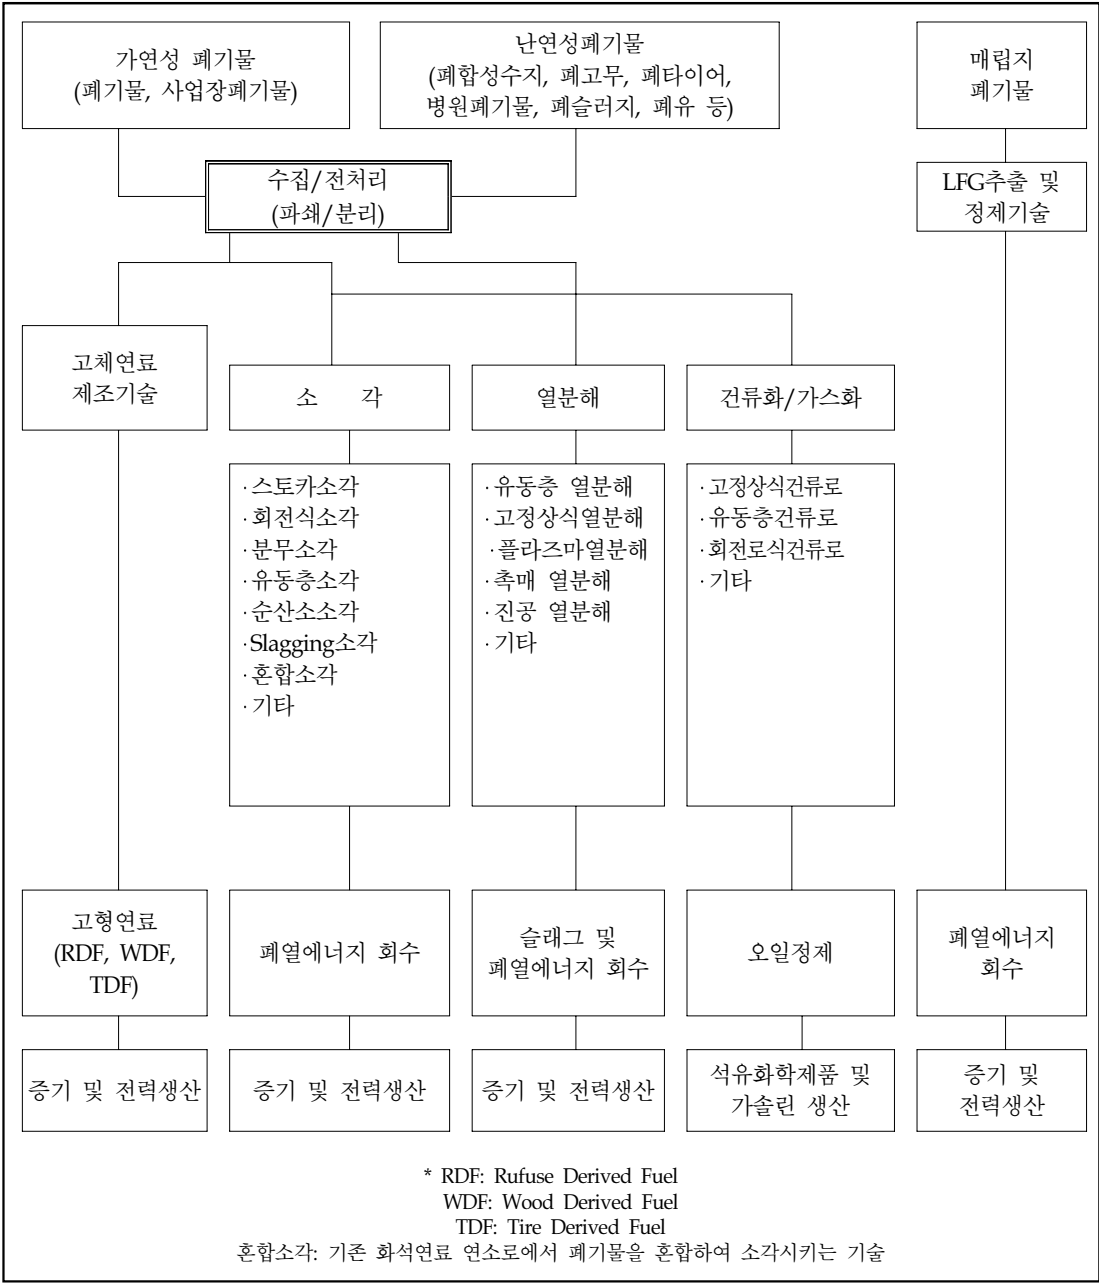 가연성 폐기물
(폐기물, 사업장폐기물)
난연성폐기물
(폐합성수지, 폐고무, 폐타이어,
병원폐기물, 폐슬러지, 폐유 등)
매립지
폐기물
수집/전처리
(파쇄/분리)
LFG추출 및
정제기술
고체연료
제조기술
소 각
열분해
건류화/가스화
·스토카소각
·회전식소각
·분무소각
·유동층소각
·순산소소각
·Slagging소각
·혼합소각
·기타
·유동층 열분해
·고정상식열분해
·플라즈마열분해
·촉매 열분해
·진공 열분해
·기타
·고정상식건류로
·유동층건류로
·회전로식건류로
·기타
고형연료
(RDF, WDF,
TDF)
폐열에너지 회수
슬래그 및
폐열에너지 회수
오일정제
폐열에너지
회수
증기 및 전력생산
증기 및 전력생산
증기 및 전력생산
석유화학제품 및
가솔린 생산
증기 및
전력생산
* RDF: Rufuse Derived Fuel
WDF: Wood Derived Fuel
TDF: Tire Derived Fuel
혼합소각: 기존 화석연료 연소로에서 폐기물을 혼합하여 소각시키는 기술